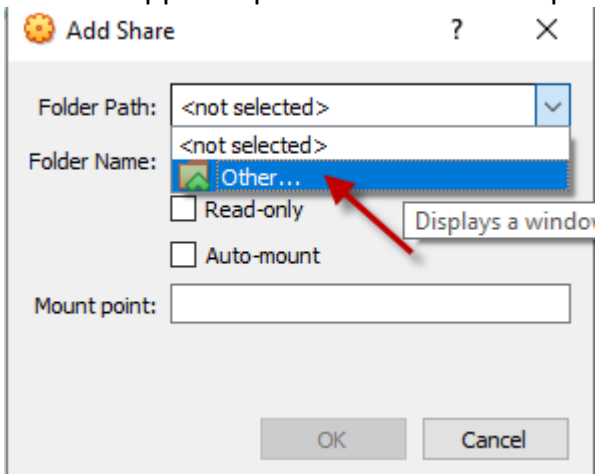 Add Share ?
Folder Path: <not selected>
<not selected>
Folder Name:
Other...
Read-only
Displays a window
Auto-mount
Mount point:
OK Cancel